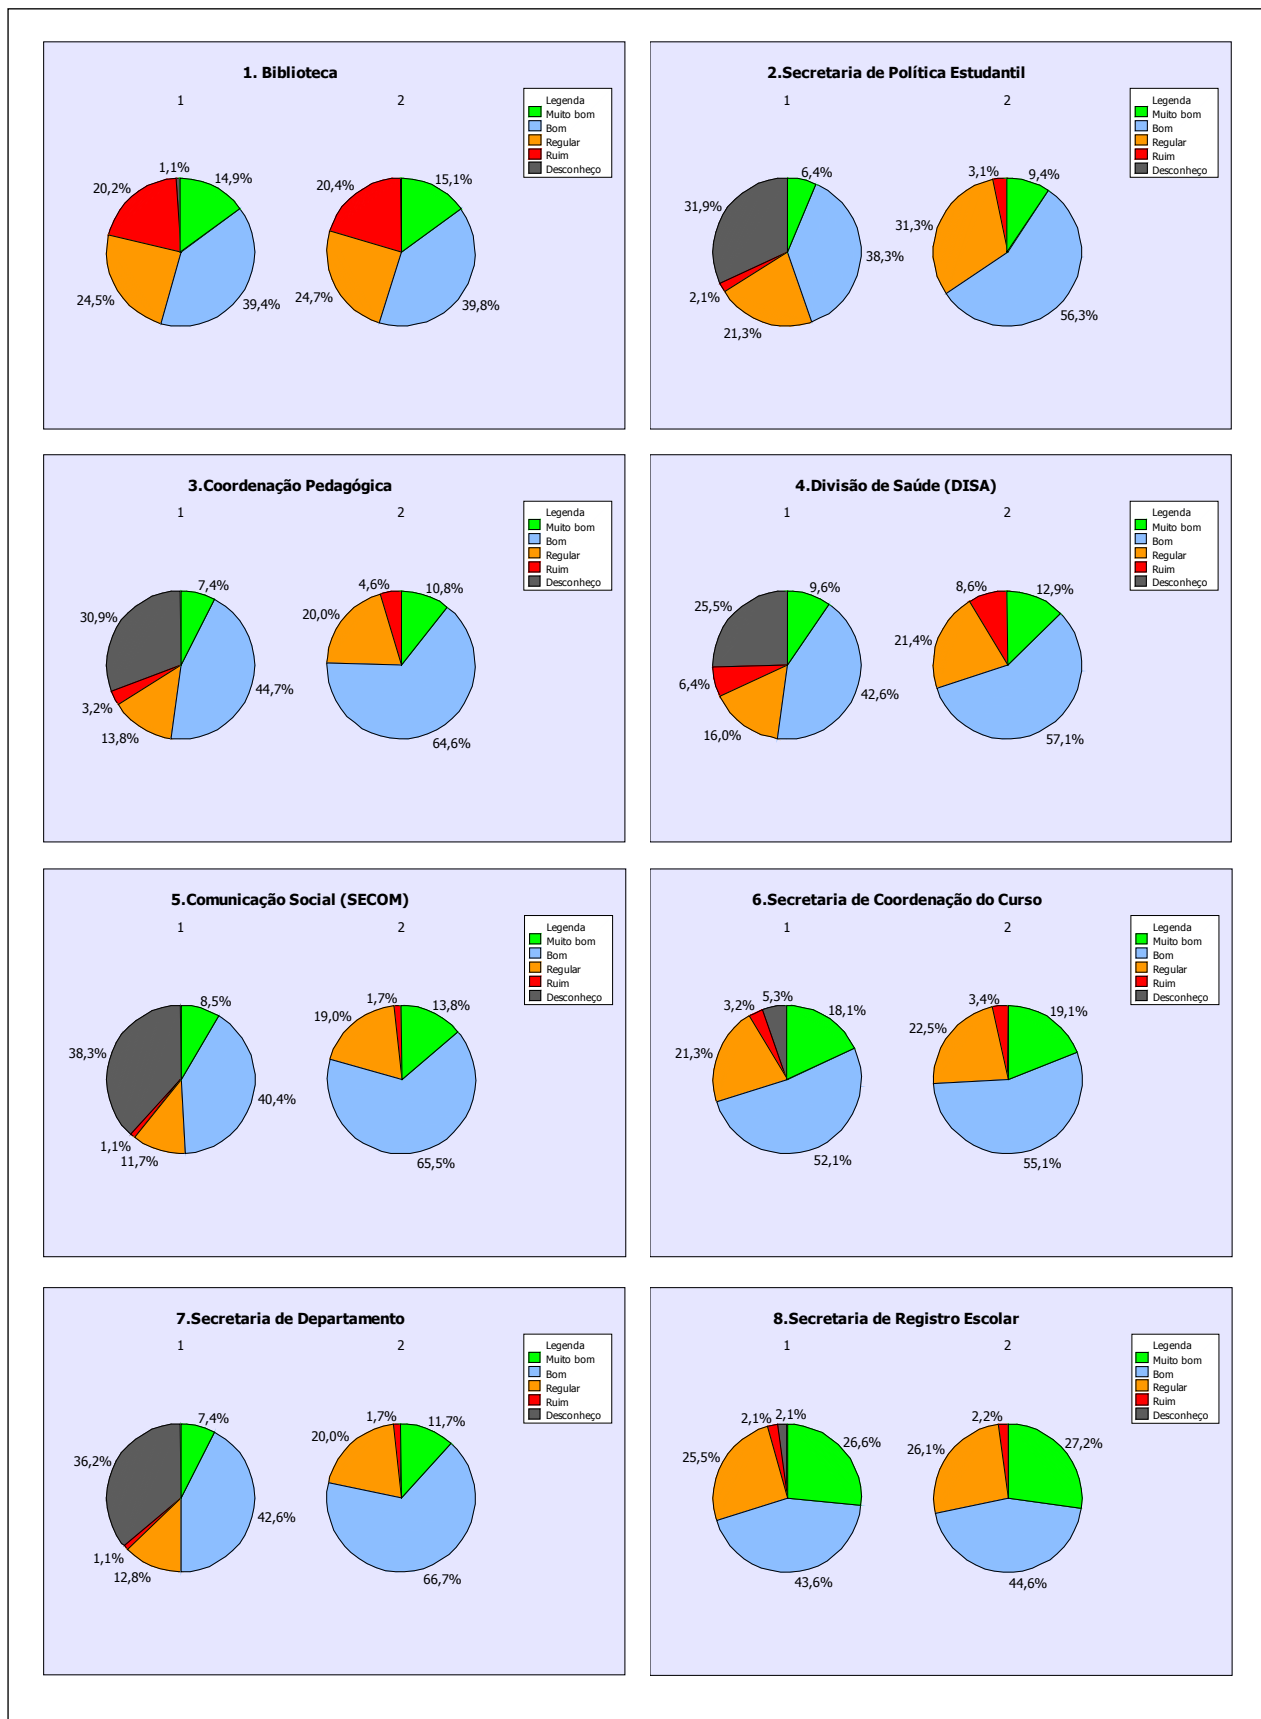 1. Biblioteca
1
2
Legenda
Muito bom
Bom
Regular
Ruim
Desconheço
1,1%
14,9%
20,2%
24,5%
39,4%
20,4%
15,1%
24,7%
39,8%
2.Secretaria de Política Estudantil
1
2
Legenda
Muito bom
Bom
Regular
Ruim
Desconheço
6,4%
31,9%
38,3%
2,1%
21,3%
3,1%
9,4%
31,3%
56,3%
3.Coordenação Pedagógica
1
2
Legenda
Muito bom
Bom
Regular
Ruim
Desconheço
7,4%
30,9%
44,7%
3,2%
13,8%
4,6%
10,8%
20,0%
64,6%
4.Divisão de Saúde (DISA)
1
2
Legenda
Muito bom
Bom
Regular
Ruim
Desconheço
9,6%
25,5%
6,4%
42,6%
16,0%
8,6%
12,9%
21,4%
57,1%
5.Comunicação Social (SECOM)
1
2
Legenda
Muito bom
Bom
Regular
Ruim
Desconheço
8,5%
38,3%
40,4%
1,1%
11,7%
1,7%
13,8%
19,0%
65,5%
6.Secretaria de Coordenação do Curso
1
2
Legenda
Muito bom
Bom
Regular
Ruim
Desconheço
5,3%
3,2%
18,1%
21,3%
52,1%
3,4%
19,1%
22,5%
55,1%
7.Secretaria de Departamento
1
2
Legenda
Muito bom
Bom
Regular
Ruim
Desconheço
7,4%
36,2%
42,6%
1,1%
12,8%
1,7%
11,7%
20,0%
66,7%
8.Secretaria de Registro Escolar
1
2
Legenda
Muito bom
Bom
Regular
Ruim
Desconheço
2,1%
2,1%
26,6%
25,5%
43,6%
2,2%
27,2%
26,1%
44,6%